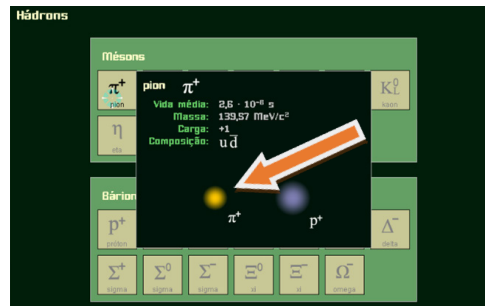 Hádrons
Mésons
π⁺
pion
pion π⁺
Vida média: 2,6 · 10⁻⁸ s
Massa: 139,57 MeV/c²
Carga: +1
Composição: u d̅
π⁺ p⁺
K⁰L
kaon
η
eta
Bárion
p⁺
próton
Δ⁻
delta
Σ⁺ Σ⁰ Σ⁻ Ξ⁰ Ξ⁻ Ω⁻
sigma sigma sigma xi xi omega